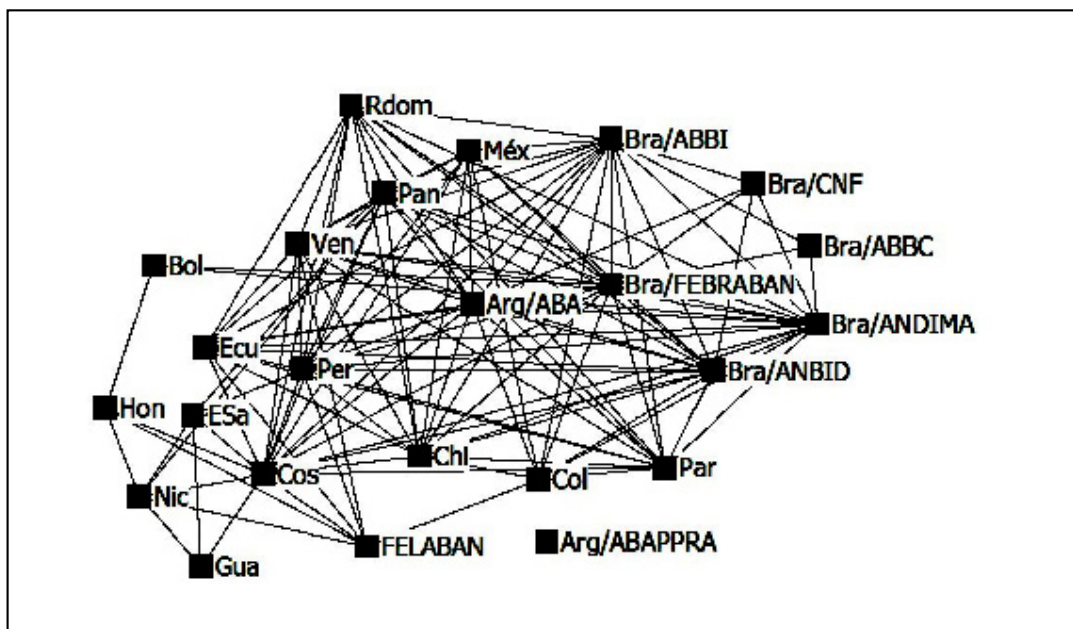 Rdom
Méx
Bra/ABBI
Pan
Bra/CNF
Ven
Bra/ABBC
Bol
Bra/FEBRABAN
Arg/ABA
Bra/ANDIMA
Ecu
Per
Bra/ANBID
Hon
ESa
Chl
Cos
Col
Par
Nic
FELABAN
Arg/ABAPPRA
Gua